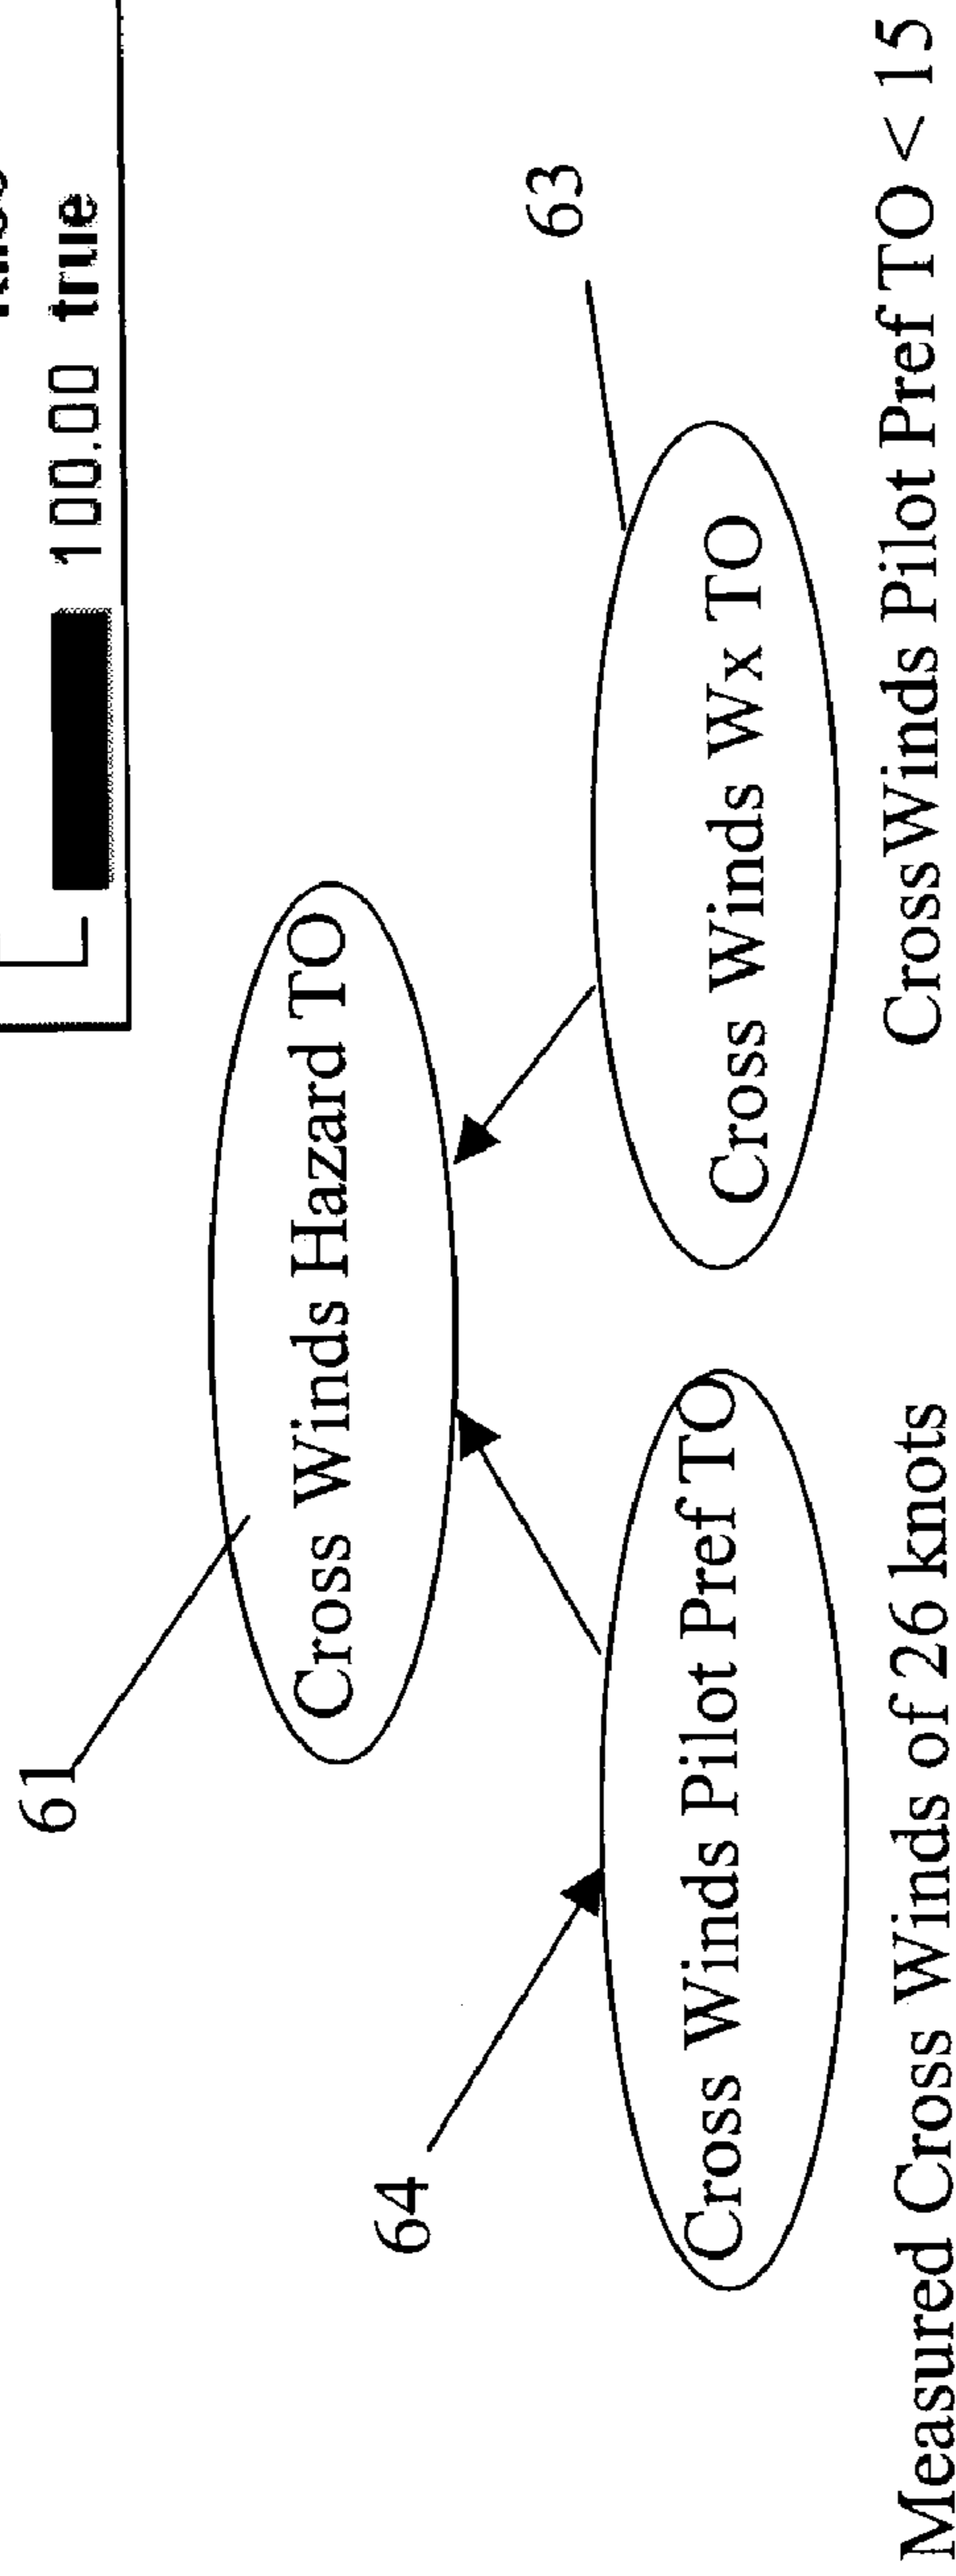 100.00 true
61
Cross Winds Hazard TO
63
64
Cross Winds Pilot Pref TO
Cross Winds Wx TO
Measured Cross Winds of 26 knots
CrossWinds Pilot Pref TO < 15